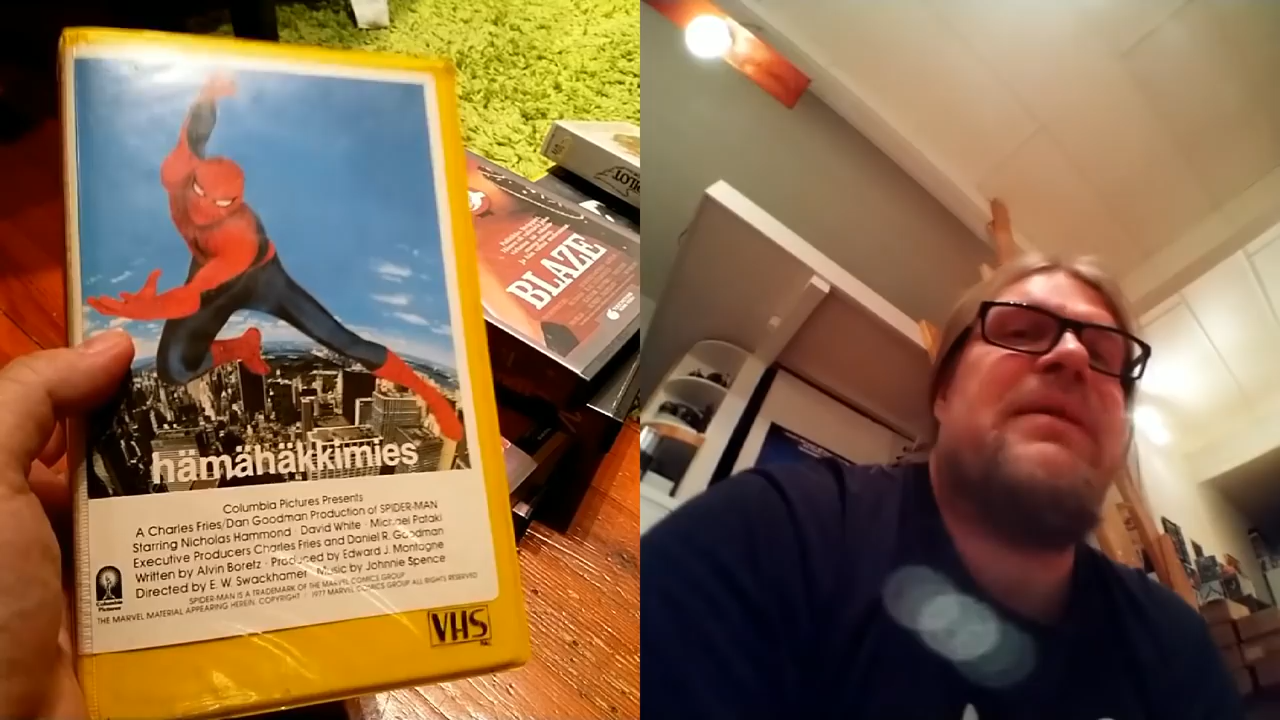 hämähäkkimies
Columbia Pictures Presents
A Charles Fries/Dan Goodman Production of SPIDER-MAN
Starring Nicholas Hammond · David White · Michael Pataki
Executive Producers Charles Fries and Daniel R. Goodman
Written by Alvin Boretz · Produced by Edward J. Montagne
Directed by E. W. Swackhamer · Music by Johnnie Spence
SPIDER-MAN IS A TRADEMARK OF THE MARVEL COMICS GROUP
THE MARVEL MATERIAL APPEARING HEREIN, COPYRIGHT · 1977 MARVEL COMICS GROUP ALL RIGHTS RESERVED
Columbia
Pictures
VHS
BLAZE